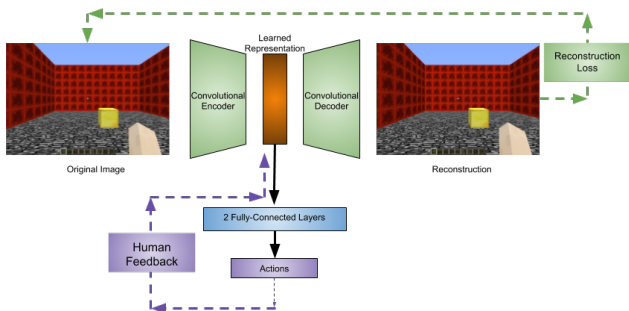 Learned
Representation
Convolutional
Encoder
Convolutional
Decoder
Reconstruction
Loss
Original Image
Reconstruction
2 Fully-Connected Layers
Human
Feedback
Actions